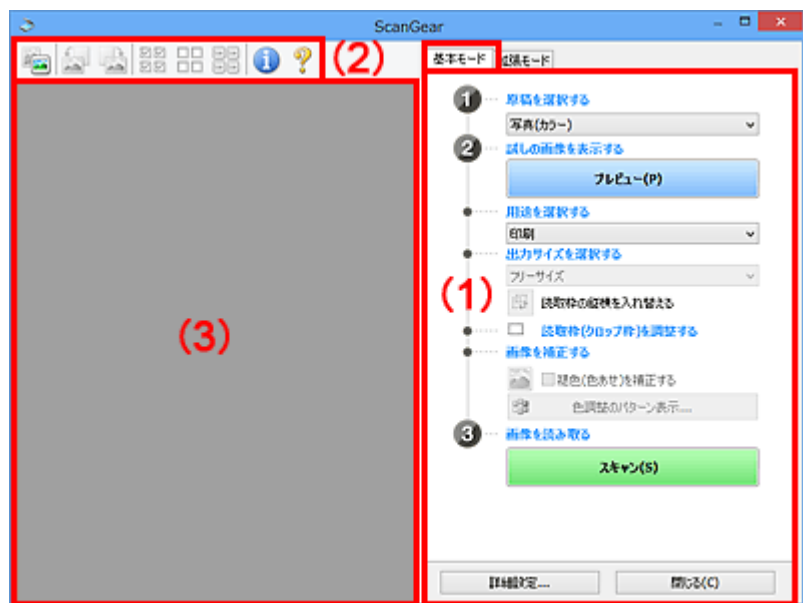 ScanGear
(2)
基本モード
拡張モード
(3)
(1)
1
原稿を選択する
写真(カラー)
2
試しの画像を表示する
プレビュー(P)
用途を選択する
印刷
出力サイズを選択する
フリーサイズ
読取枠の縦横を入れ替える
読取枠(クロップ枠)を調整する
画像を補正する
褪色(色あせ)を補正する
色調整のパターン表示....
3
画像を読み取る
スキャン(S)
詳細設定....
閉じる(C)